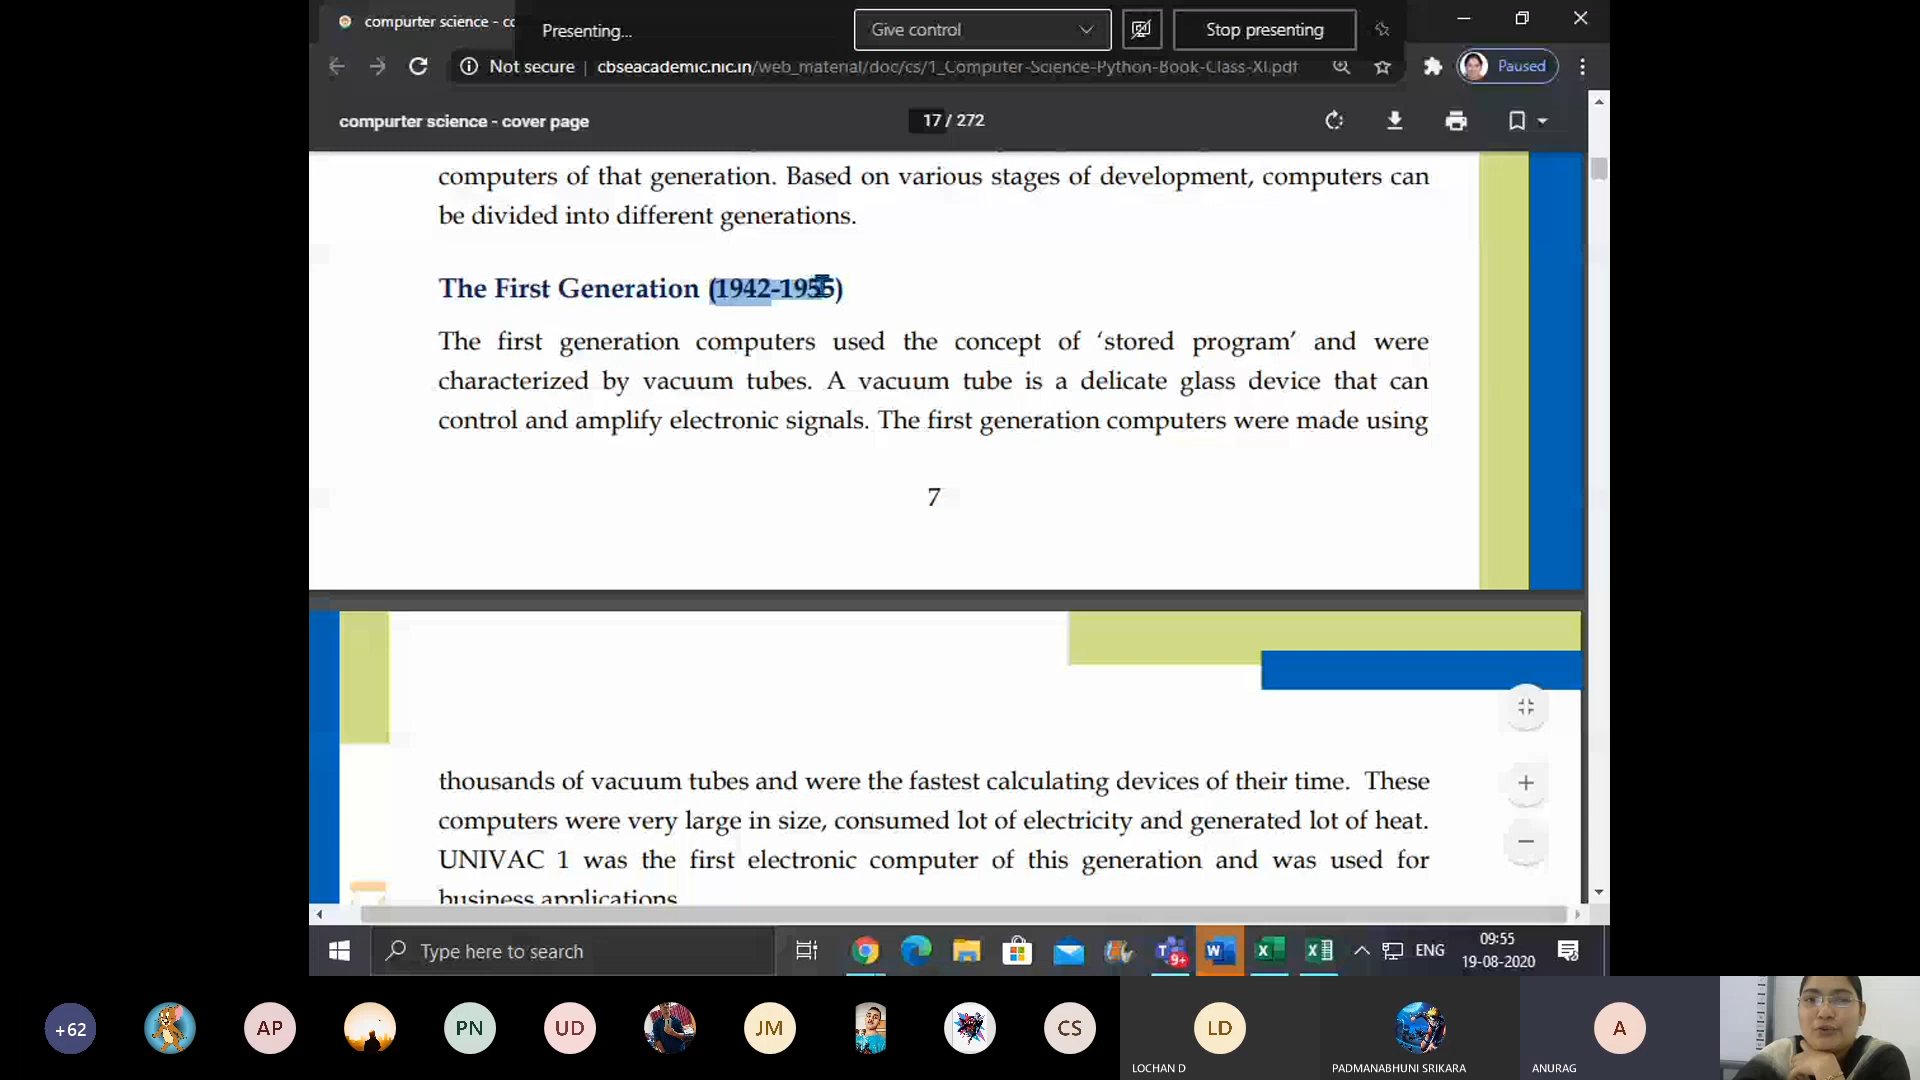 compurter science - co
Presenting...
Give control
Stop presenting
Not secure | cbseacademic.nic.in/web_material/doc/cs/1_Computer-Science-Python-Book-Class-XI.pdf
Paused
compurter science - cover page
17 / 272
computers of that generation. Based on various stages of development, computers can
be divided into different generations.
The First Generation (1942-1955)
The first generation computers used the concept of ‘stored program’ and were
characterized by vacuum tubes. A vacuum tube is a delicate glass device that can
control and amplify electronic signals. The first generation computers were made using
7
thousands of vacuum tubes and were the fastest calculating devices of their time. These
computers were very large in size, consumed lot of electricity and generated lot of heat.
UNIVAC 1 was the first electronic computer of this generation and was used for
business applications
Type here to search
9+
ENG
09:55
19-08-2020
+62
AP
PN
UD
JM
CS
LD
A
LOCHAN D
PADMANABHUNI SRIKARA
ANURAG